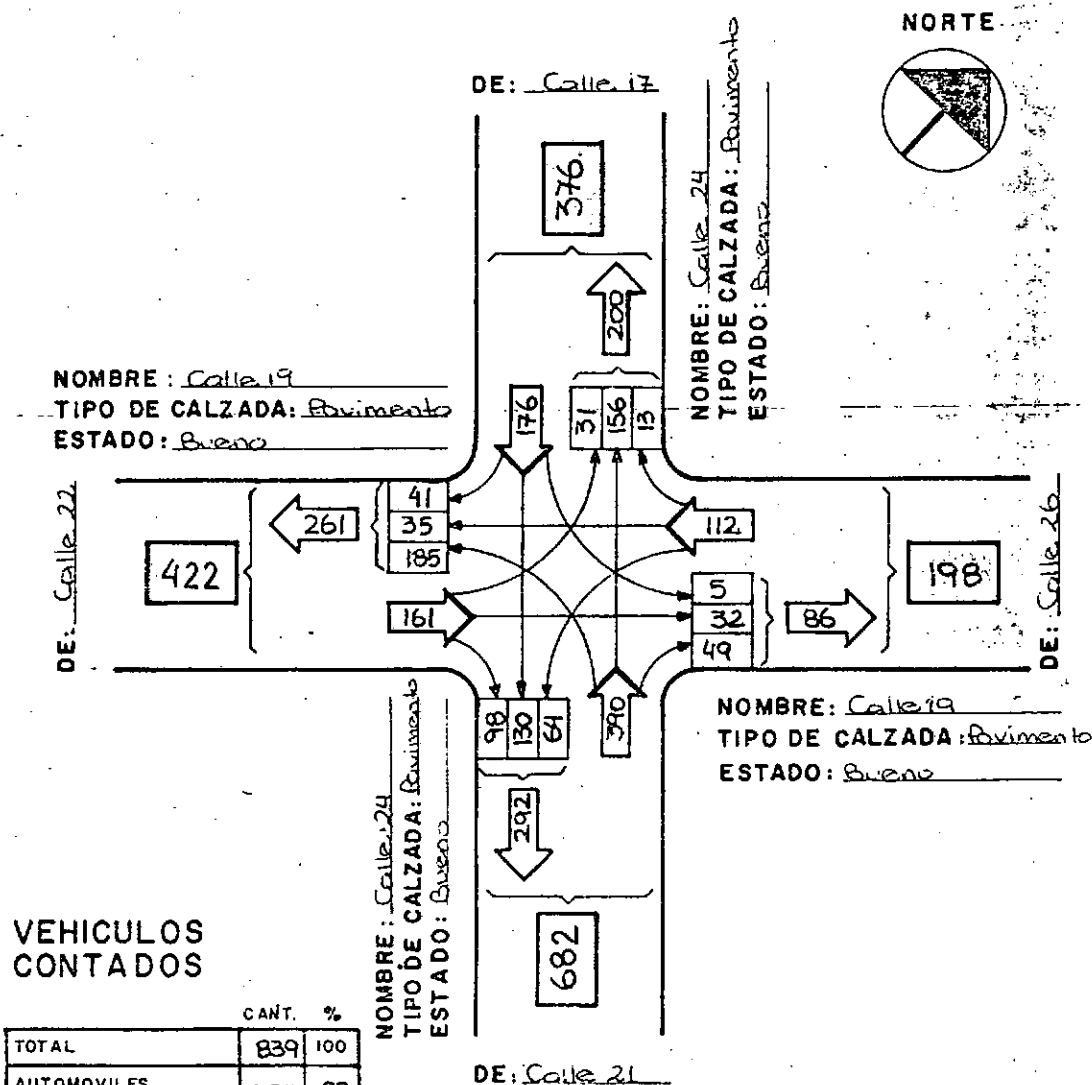 NORTE
DE: Calle 17
376
NOMBRE: Calle 24
TIPO DE CALZADA: Pavimento
ESTADO: Bueno
200
NOMBRE: Calle 19
TIPO DE CALZADA: Pavimento
ESTADO: Bueno
176
31 156 13
DE: Calle 22
422
261
41
35
185
112
161
5
32
49
86
198
DE: Calle 26
98 130 64
390
NOMBRE: Calle 19
TIPO DE CALZADA: Pavimento
ESTADO: Bueno
292
NOMBRE: Calle 24
TIPO DE CALZADA: Pavimento
ESTADO: Bueno
682
VEHICULOS
CONTADOS
CANT. %
TOTAL 839 100
AUTOMOVILES
DE: Calle 21